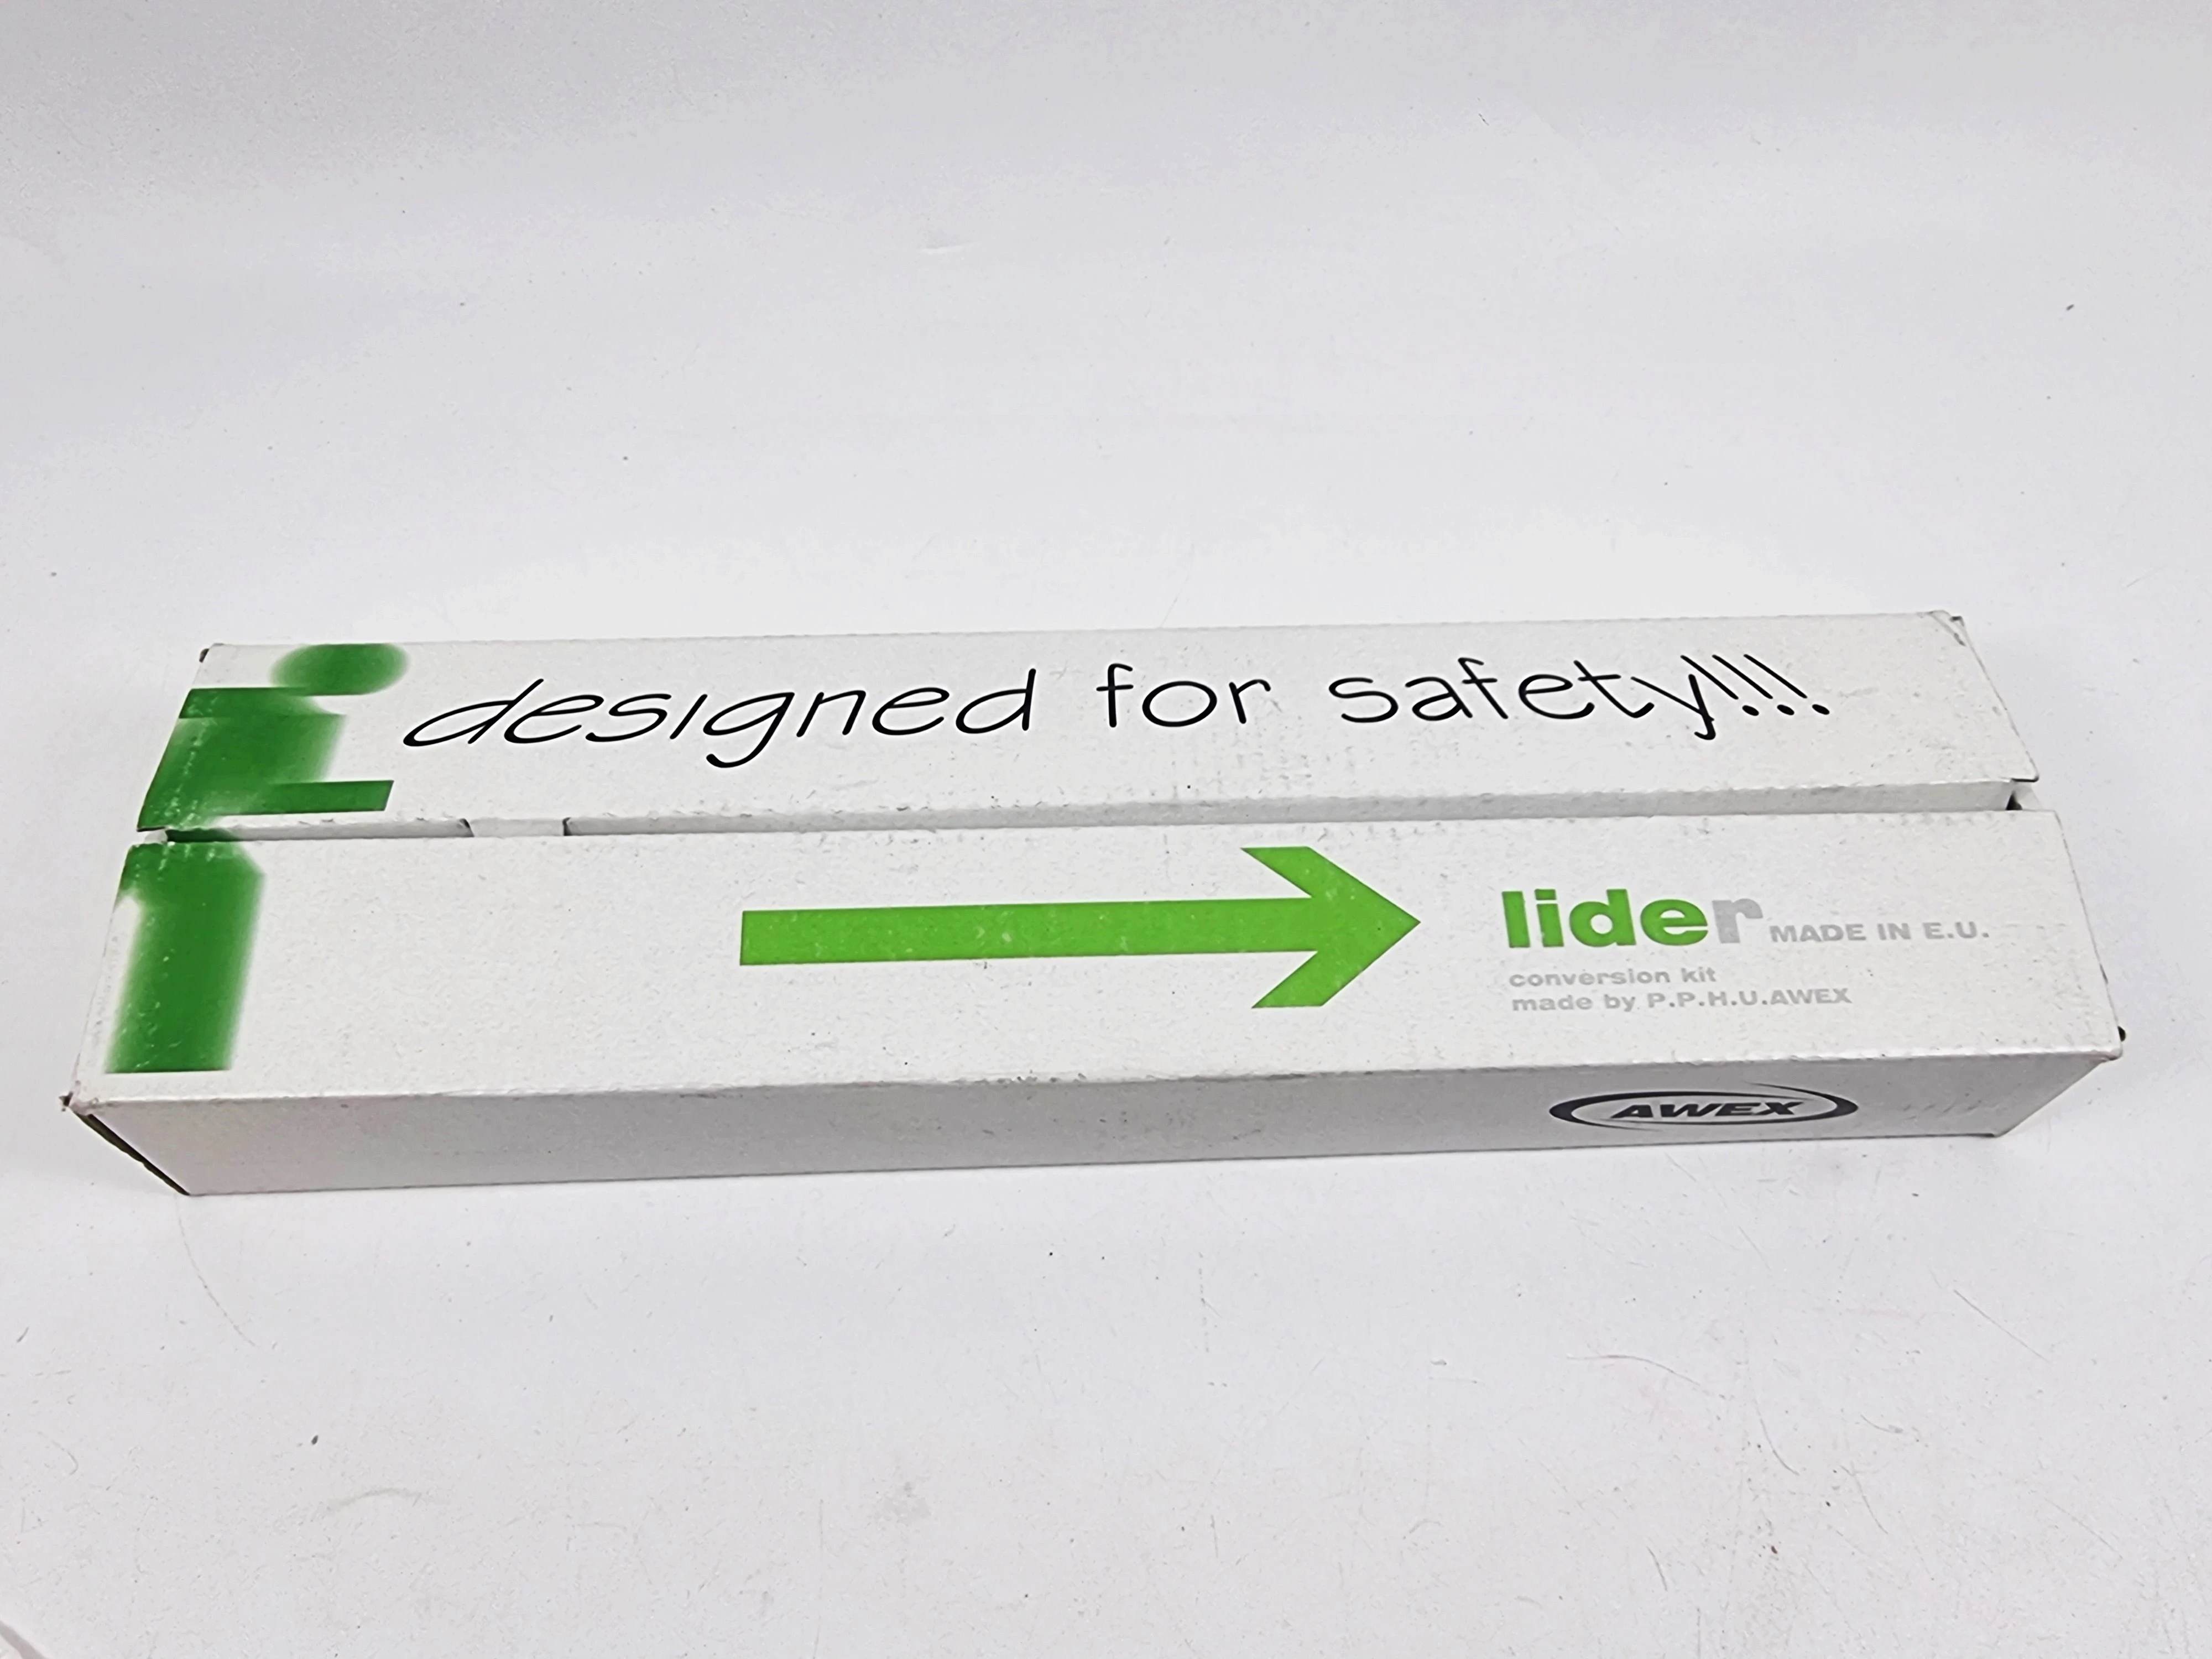 designed for safety!!!
lider MADE IN E.U.
conversion kit
made by P.P.H.U.AWEX
AWEX